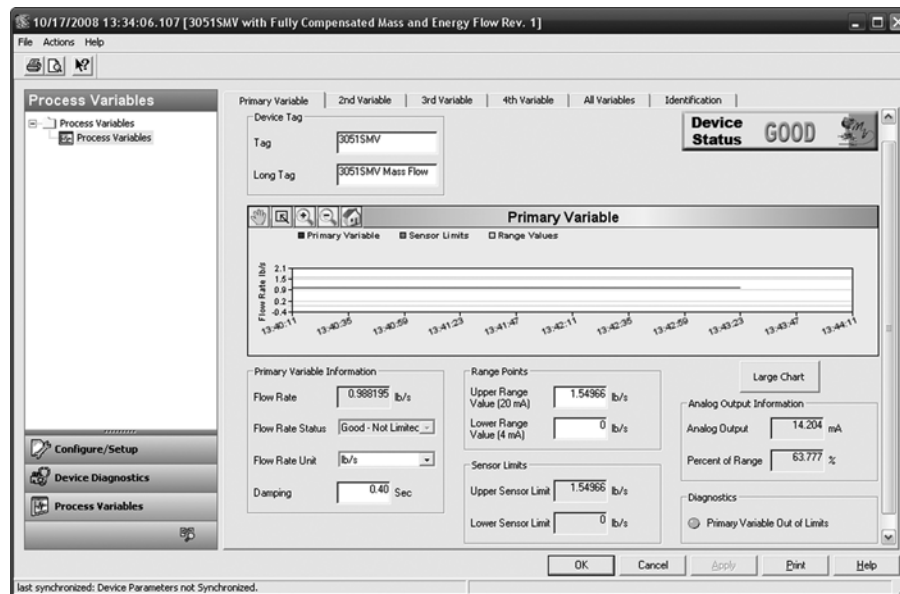 10/17/2008 13:34:06.107 [3051SMV with Fully Compensated Mass and Energy Flow Rev. 1]
File Actions Help
Process Variables
Process Variables
Process Variables
Configure/Setup
Device Diagnostics
Process Variables
Primary Variable 2nd Variable 3rd Variable 4th Variable All Variables Identification
Device Tag
Tag 3051SMV
Long Tag 3051SMV Mass Flow
Device Status GOOD
Primary Variable
Primary Variable Sensor Limits Range Values
Flow Rate lb/s
2.1
1.5
0.9
0.2
-0.4
13:40:11 13:40:35 13:40:59 13:41:23 13:41:47 13:42:11 13:42:35 13:42:59 13:43:23 13:43:47 13:44:11
Primary Variable Information
Flow Rate 0.988195 lb/s
Flow Rate Status Good - Not Limitec
Flow Rate Unit lb/s
Damping 0.40 Sec
Range Points
Upper Range Value (20 mA) 1.54966 lb/s
Lower Range Value (4 mA) 0 lb/s
Sensor Limits
Upper Sensor Limit 1.54966 lb/s
Lower Sensor Limit 0 lb/s
Large Chart
Analog Output Information
Analog Output 14.204 mA
Percent of Range 63.777 %
Diagnostics
Primary Variable Out of Limits
OK Cancel Apply Print Help
last synchronized: Device Parameters not Synchronized.